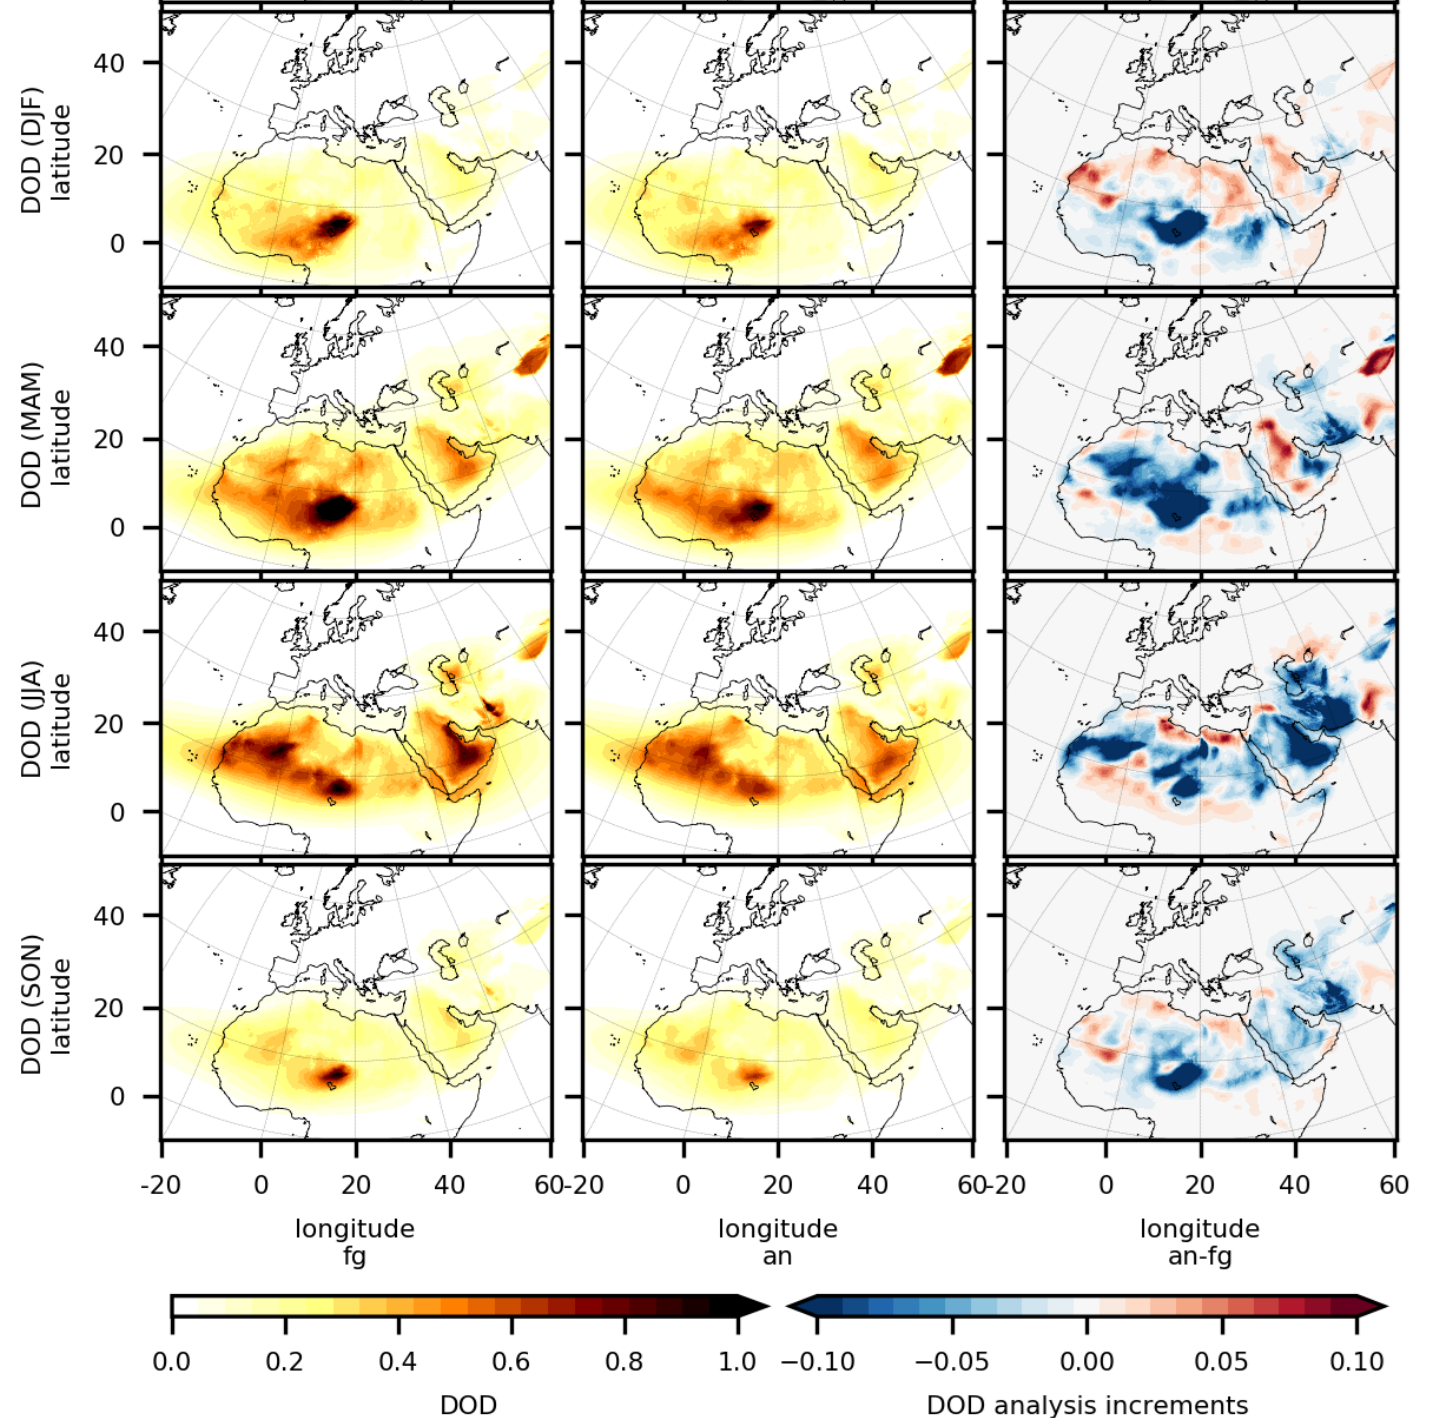 DOD (DJF)
latitude
40
20
0
DOD (MAM)
latitude
40
20
0
DOD (JJA)
latitude
40
20
0
DOD (SON)
latitude
40
20
0
-20 0 20 40 60 -20 0 20 40 60 -20 0 20 40 60
longitude longitude longitude
fg an an-fg
0.0 0.2 0.4 0.6 0.8 1.0 −0.10 −0.05 0.00 0.05 0.10
DOD DOD analysis increments